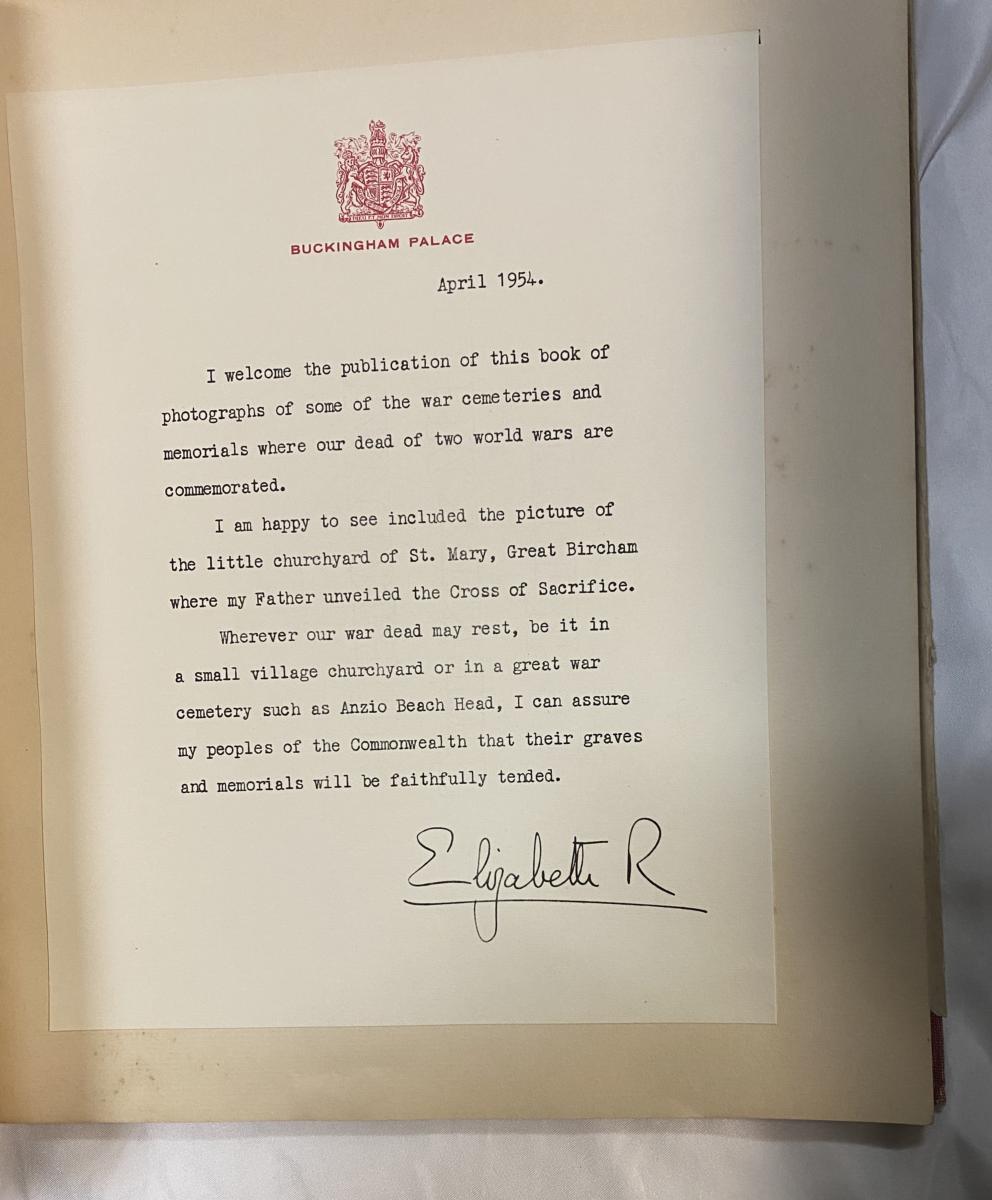 BUCKINGHAM PALACE
April 1954.
I welcome the publication of this book of
photographs of some of the war cemeteries and
memorials where our dead of two world wars are
commemorated.
I am happy to see included the picture of
the little churchyard of St. Mary, Great Bircham
where my Father unveiled the Cross of Sacrifice.
Wherever our war dead may rest, be it in
a small village churchyard or in a great war
cemetery such as Anzio Beach Head, I can assure
my peoples of the Commonwealth that their graves
and memorials will be faithfully tended.
Elizabeth R